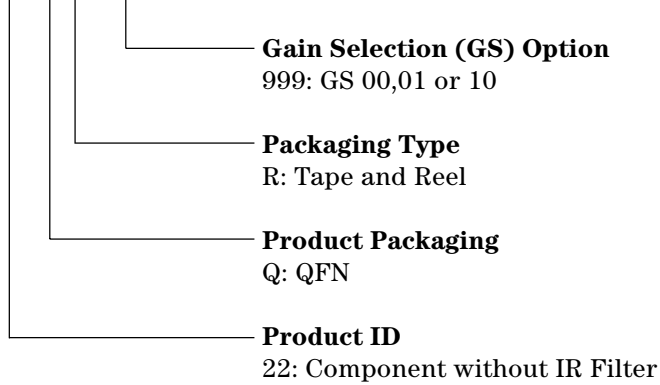 Gain Selection (GS) Option
999: GS 00,01 or 10
Packaging Type
R: Tape and Reel
Product Packaging
Q: QFN
Product ID
22: Component without IR Filter